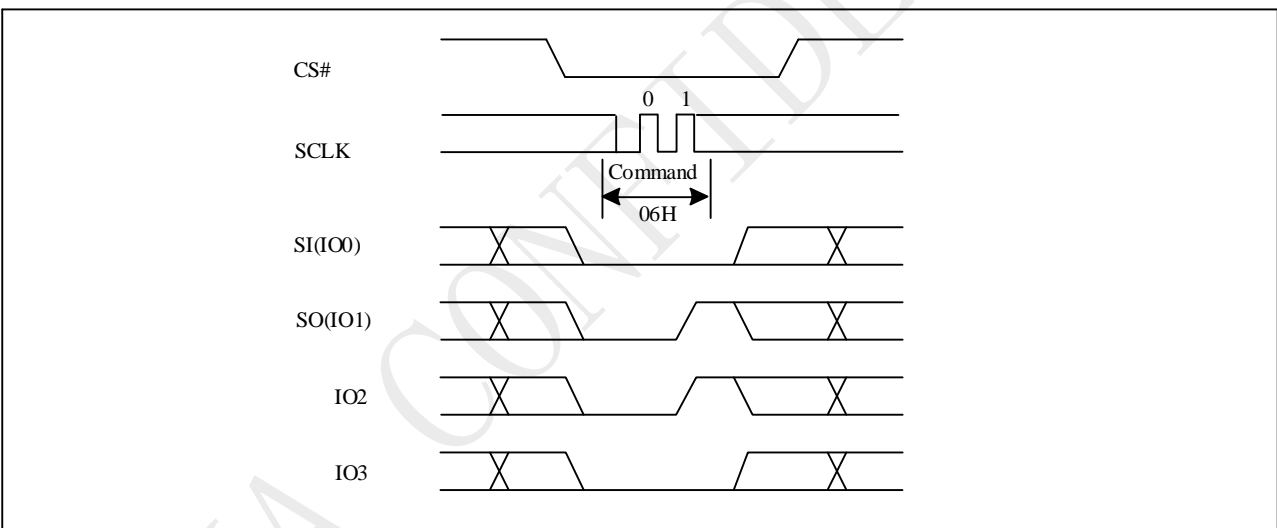 CS#
0 1
SCLK
Command
06H
SI(IO0)
SO(IO1)
IO2
IO3